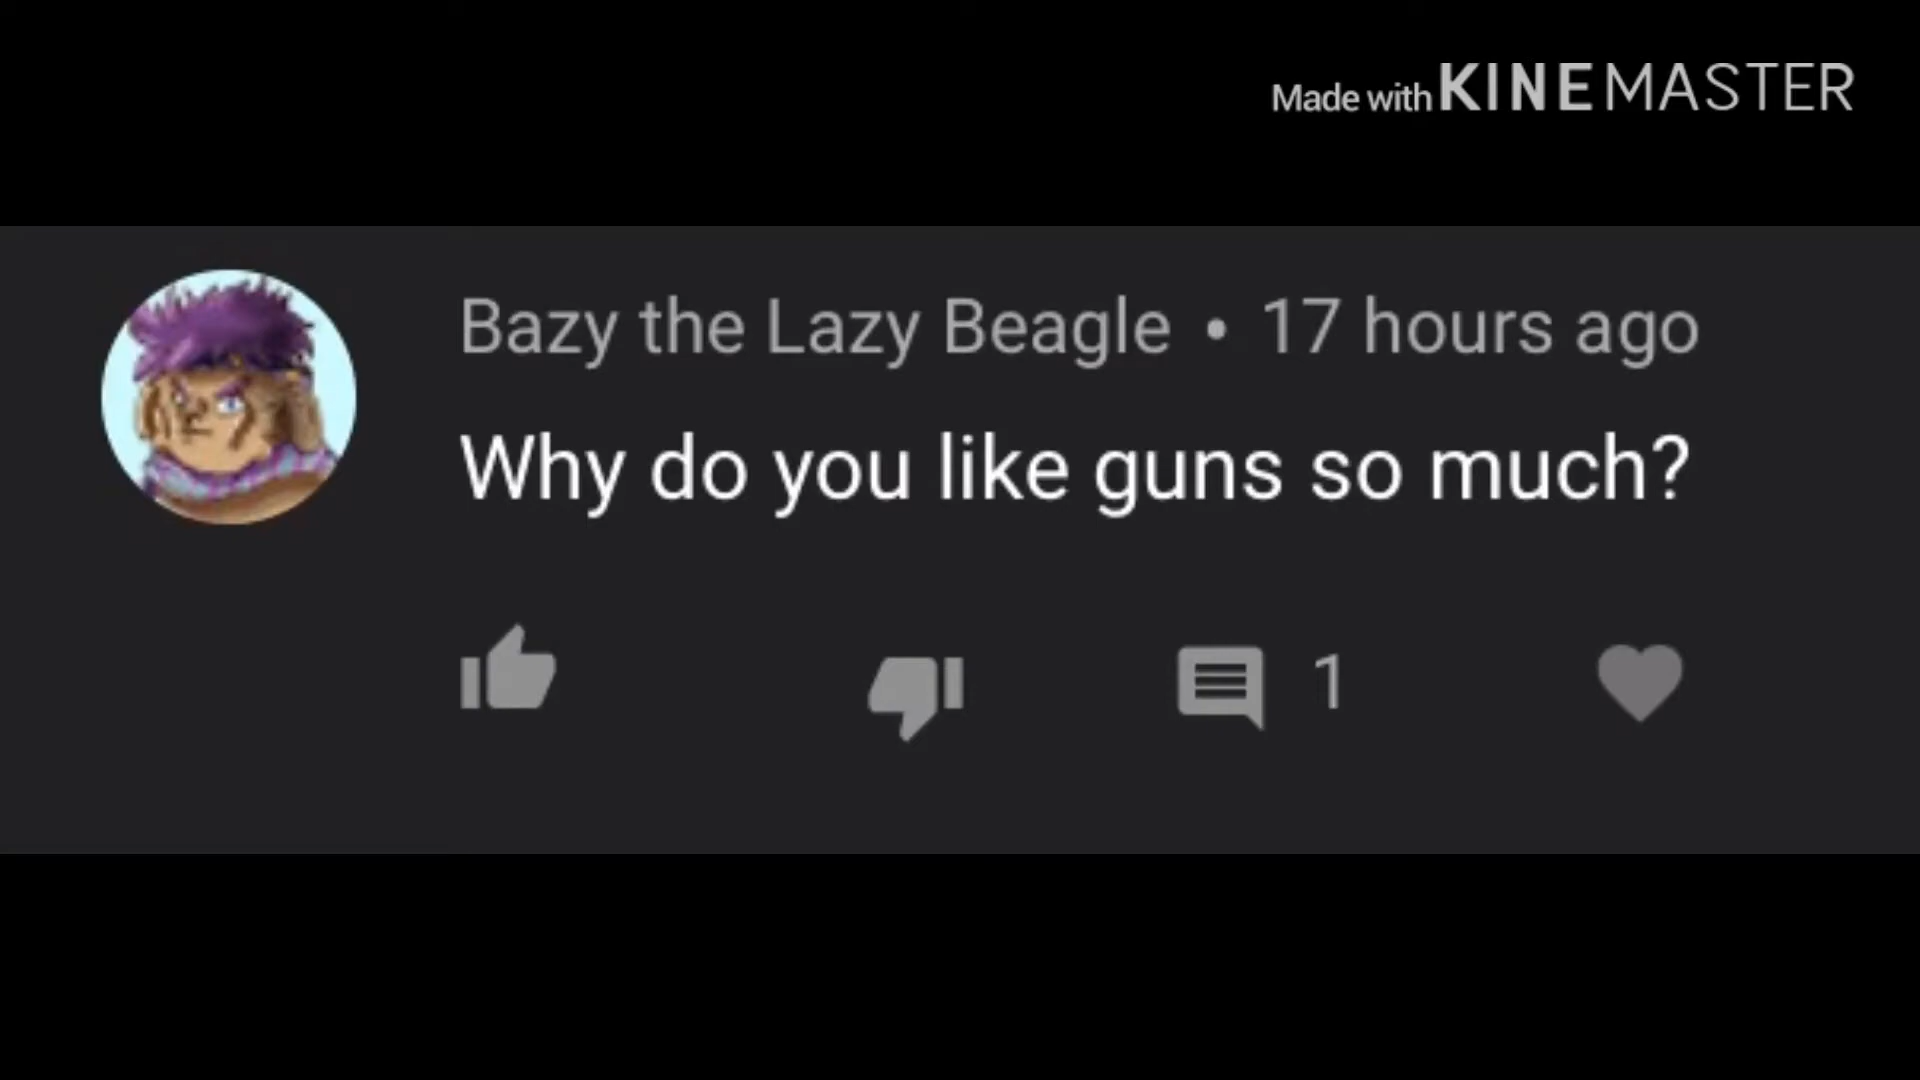 Made with KINEMASTER
Bazy the Lazy Beagle • 17 hours ago
Why do you like guns so much?
1